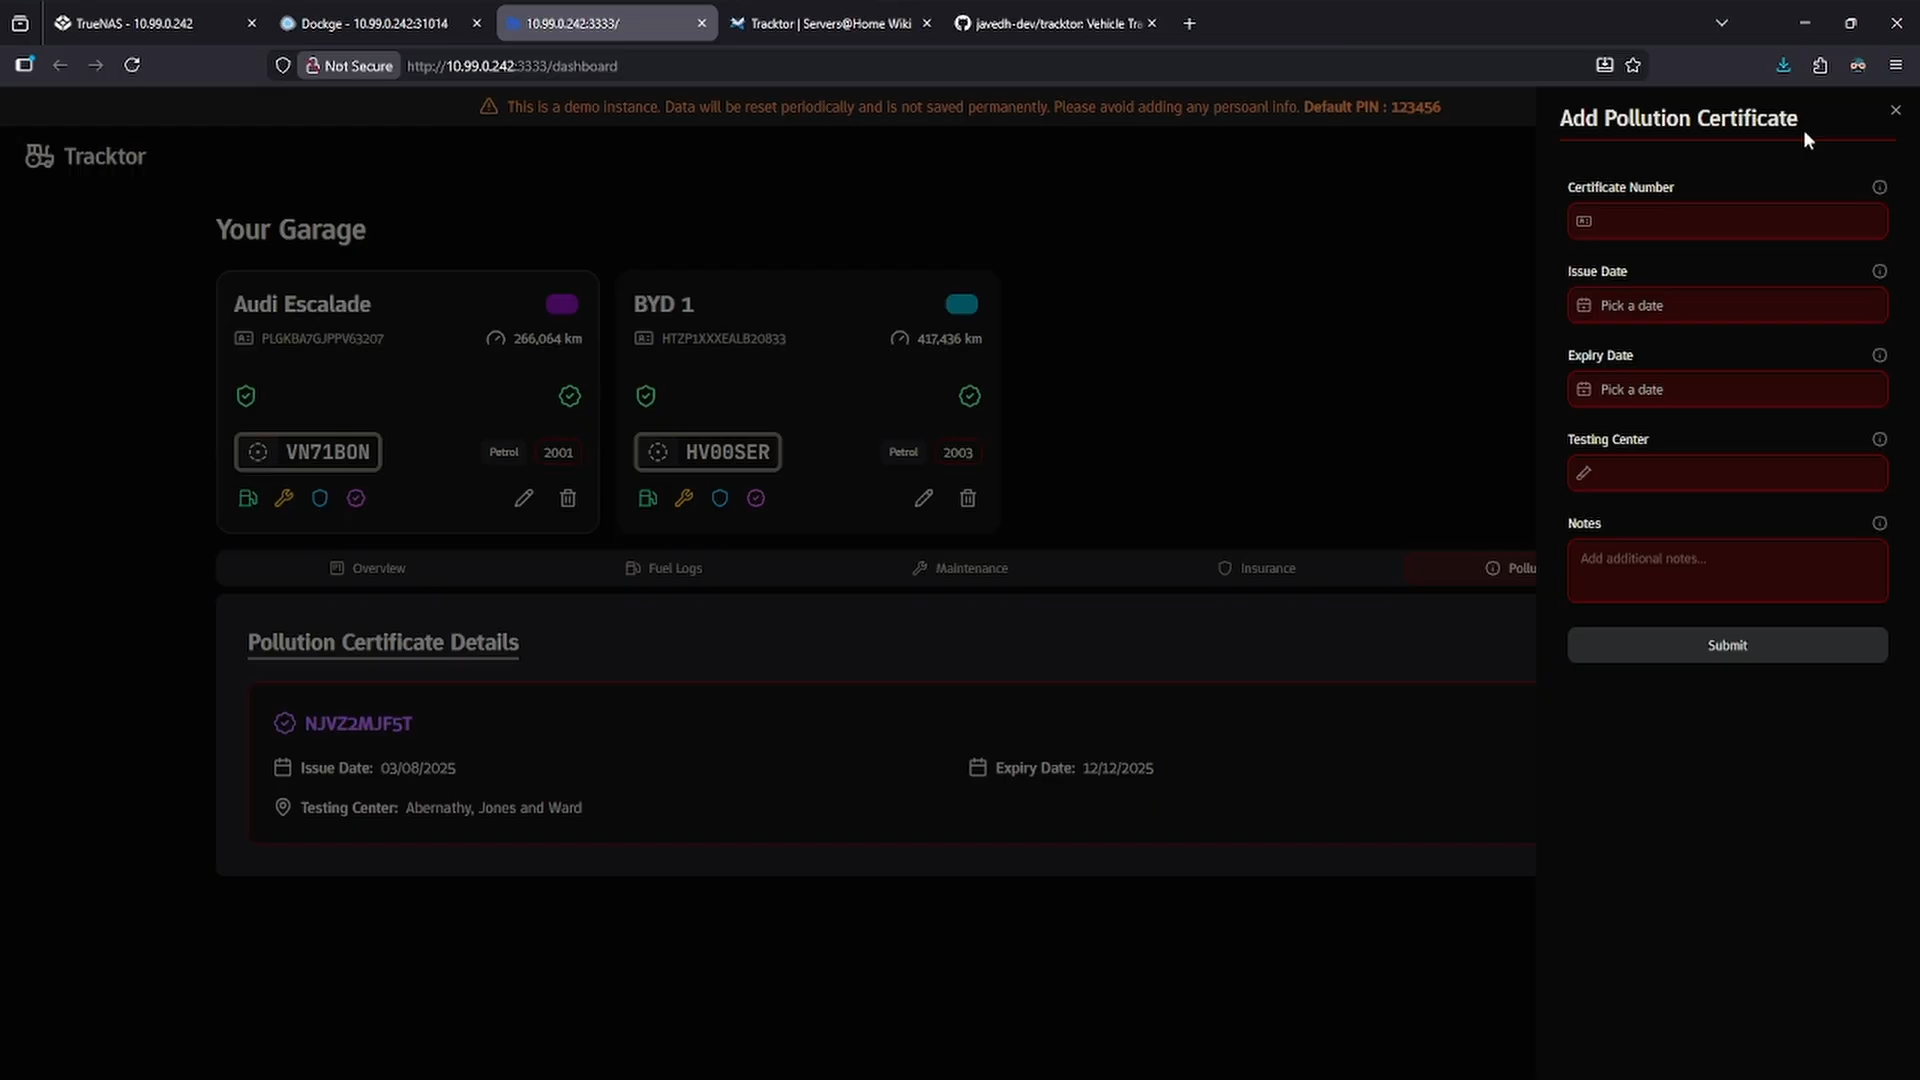 TrueNAS - 10.99.0.242
Dockge - 10.99.0.242:31014
10.99.0.242:3333/
Tracktor | Servers@Home Wiki
javedh-dev/tracktor: Vehicle Tra
Not Secure
http://10.99.0.242:3333/dashboard
This is a demo instance. Data will be reset periodically and is not saved permanently. Please avoid adding any persoanl info. Default PIN : 123456
Tracktor
Your Garage
Audi Escalade
PLGKBA7GJPPV63207
266,064 km
VN71BON
Petrol
2001
BYD 1
HTZP1XXXEALB20833
417,436 km
HV00SER
Petrol
2003
Overview
Fuel Logs
Maintenance
Insurance
Pollu
Pollution Certificate Details
NJVZ2MJF5T
Issue Date: 03/08/2025
Expiry Date: 12/12/2025
Testing Center: Abernathy, Jones and Ward
Add Pollution Certificate
Certificate Number
Issue Date
Pick a date
Expiry Date
Pick a date
Testing Center
Notes
Add additional notes...
Submit